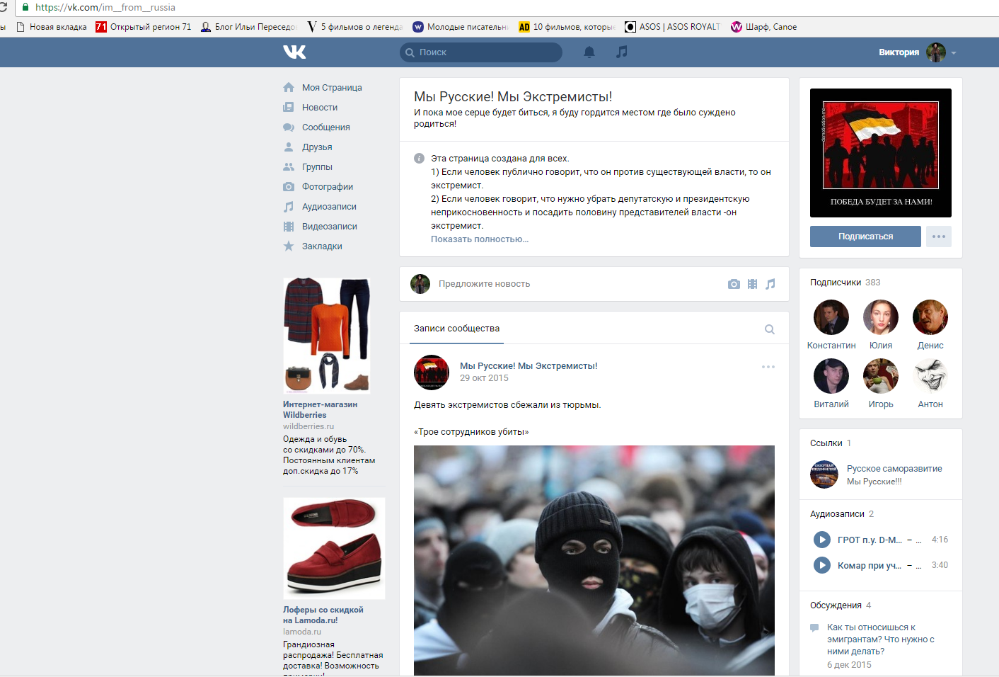 https://vk.com/im__from__russia
ы
Новая вкладка
71 Открытый регион 71
Блог Ильи Переседо
5 фильмов о легенда
Молодые писательн
AD 10 фильмов, которые
ASOS | ASOS ROYALT
Шарф, Canoe
Поиск
Виктория
Моя Страница
Новости
Сообщения
Друзья
Группы
Фотографии
Аудиозаписи
Видеозаписи
Закладки
Интернет-магазин
Wildberries
wildberries.ru
Одежда и обувь
со скидками до 70%.
Постоянным клиентам
доп.скидка до 17%
Лоферы со скидкой
на Lamoda.ru!
lamoda.ru
Грандиозная
распродажа! Бесплатная
доставка! Возможность
Мы Русские! Мы Экстремисты!
И пока мое серце будет биться, я буду гордится местом где было суждено
родиться!
Эта страница создана для всех.
1) Если человек публично говорит, что он против существующей власти, то он
экстремист.
2) Если человек говорит, что нужно убрать депутатскую и президентскую
неприкосновенность и посадить половину представителей власти -он
экстремист.
Показать полностью...
Предложите новость
Записи сообщества
Мы Русские! Мы Экстремисты!
29 окт 2015
Девять экстремистов сбежали из тюрьмы.
«Трое сотрудников убиты»
ПОБЕДА БУДЕТ ЗА НАМИ!
Подписаться
Подписчики 383
Константин
Юлия
Денис
Виталий
Игорь
Антон
Ссылки 1
Русское саморазвитие
Мы Русские!!!
Аудиозаписи 2
ГРОТ п.у. D-M... – ... 4:16
Комар при уч... – ... 3:40
Обсуждения 4
Как ты относишься к
эмигрантам? Что нужно с
ними делать?
6 дек 2015